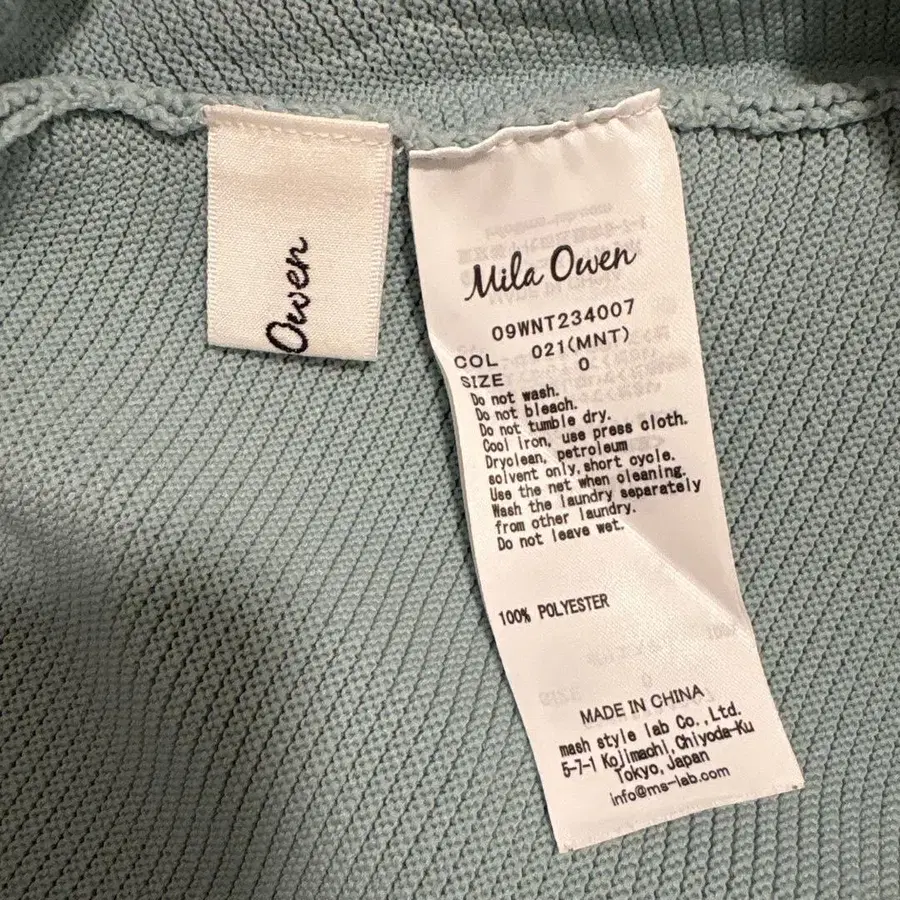 Owen
Mila Owen
09WNT234007
COL 021(MNT)
SIZE 0
Do not wash.
Do not bleach.
Do not tumble dry.
Cool iron, use press cloth.
Dryclean, petroleum
solvent only, short cycle.
Use the net when cleaning.
Wash the laundry separately
from other laundry.
Do not leave wet.
100% POLYESTER
MADE IN CHINA
mash style lab Co.,Ltd.
5-7-1 Kojimachi,Chiyoda-Ku
Tokyo,Japan
info@ms-lab.com